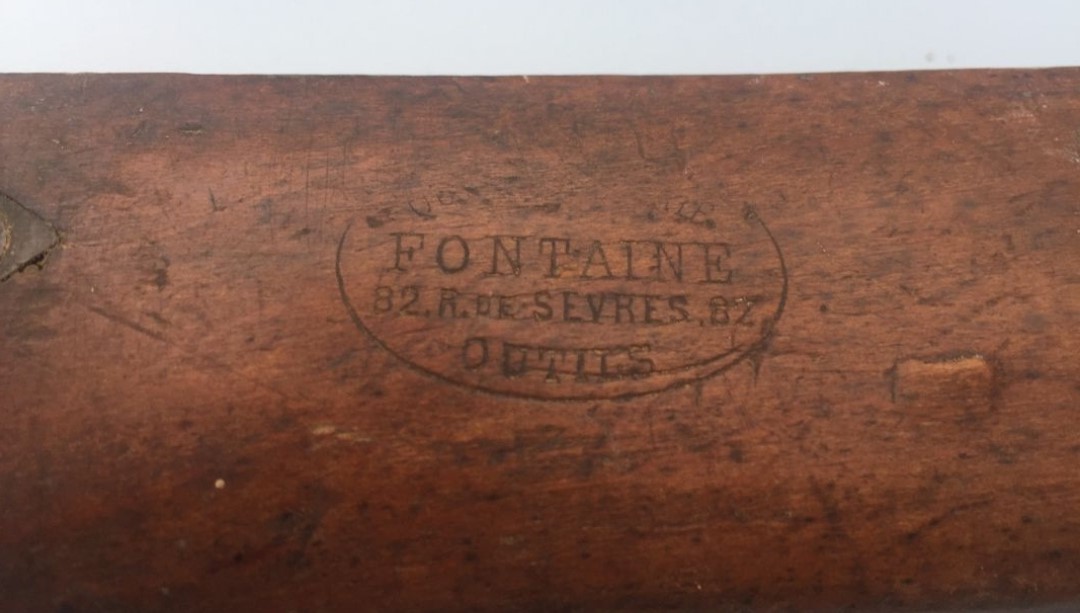 FONTAINE
82.R.DE SEVRES.82
OUTILS